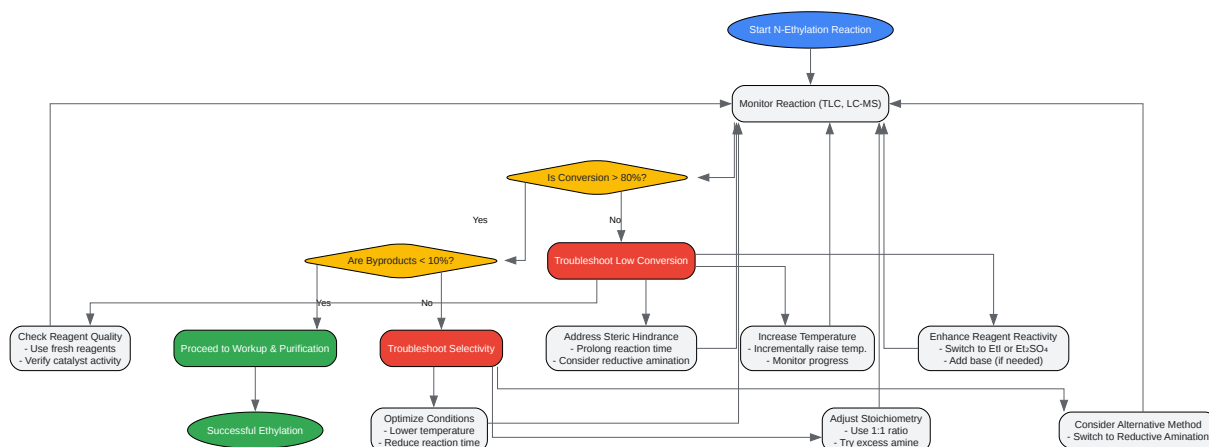 Start N-Ethylation Reaction
Monitor Reaction (TLC, LC-MS)
Is Conversion > 80%?
Yes
No
Are Byproducts < 10%?
Troubleshoot Low Conversion
Yes
No
Check Reagent Quality
- Use fresh reagents
- Verify catalyst activity
Proceed to Workup & Purification
Troubleshoot Selectivity
Address Steric Hindrance
- Prolong reaction time
- Consider reductive amination
Increase Temperature
- Incrementally raise temp.
- Monitor progress
Enhance Reagent Reactivity
- Switch to EtI or Et₂SO₄
- Add base (if needed)
Successful Ethylation
Optimize Conditions
- Lower temperature
- Reduce reaction time
Adjust Stoichiometry
- Use 1:1 ratio
- Try excess amine
Consider Alternative Method
- Switch to Reductive Amination